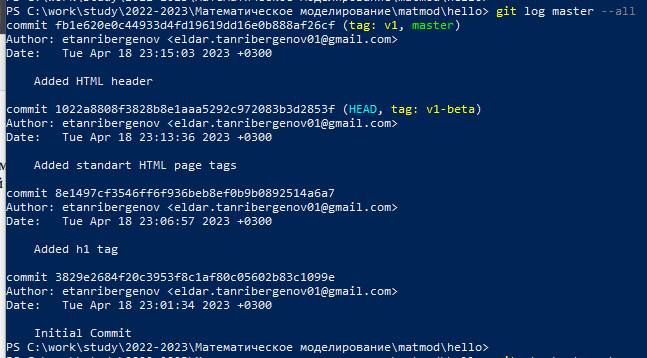 PS C:\work\study\2022-2023\Математическое моделирование\matmod\hello> git log master --all
commit fb1e620e0c44933d4fd19619dd16e0b888af26cf (tag: v1, master)
Author: etanribergenov <eldar.tanribergenov01@gmail.com>
Date:   Tue Apr 18 23:15:03 2023 +0300
    Added HTML header
commit 1022a8808f3828b8e1aaa5292c972083b3d2853f (HEAD, tag: v1-beta)
Author: etanribergenov <eldar.tanribergenov01@gmail.com>
Date:   Tue Apr 18 23:13:36 2023 +0300
    Added standart HTML page tags
commit 8e1497cf3546ff6f936beb8ef0b9b0892514a6a7
Author: etanribergenov <eldar.tanribergenov01@gmail.com>
Date:   Tue Apr 18 23:06:57 2023 +0300
    Added h1 tag
commit 3829e2684f20c3953f8c1af80c05602b83c1099e
Author: etanribergenov <eldar.tanribergenov01@gmail.com>
Date:   Tue Apr 18 23:01:34 2023 +0300
    Initial Commit
PS C:\work\study\2022-2023\Математическое моделирование\matmod\hello>